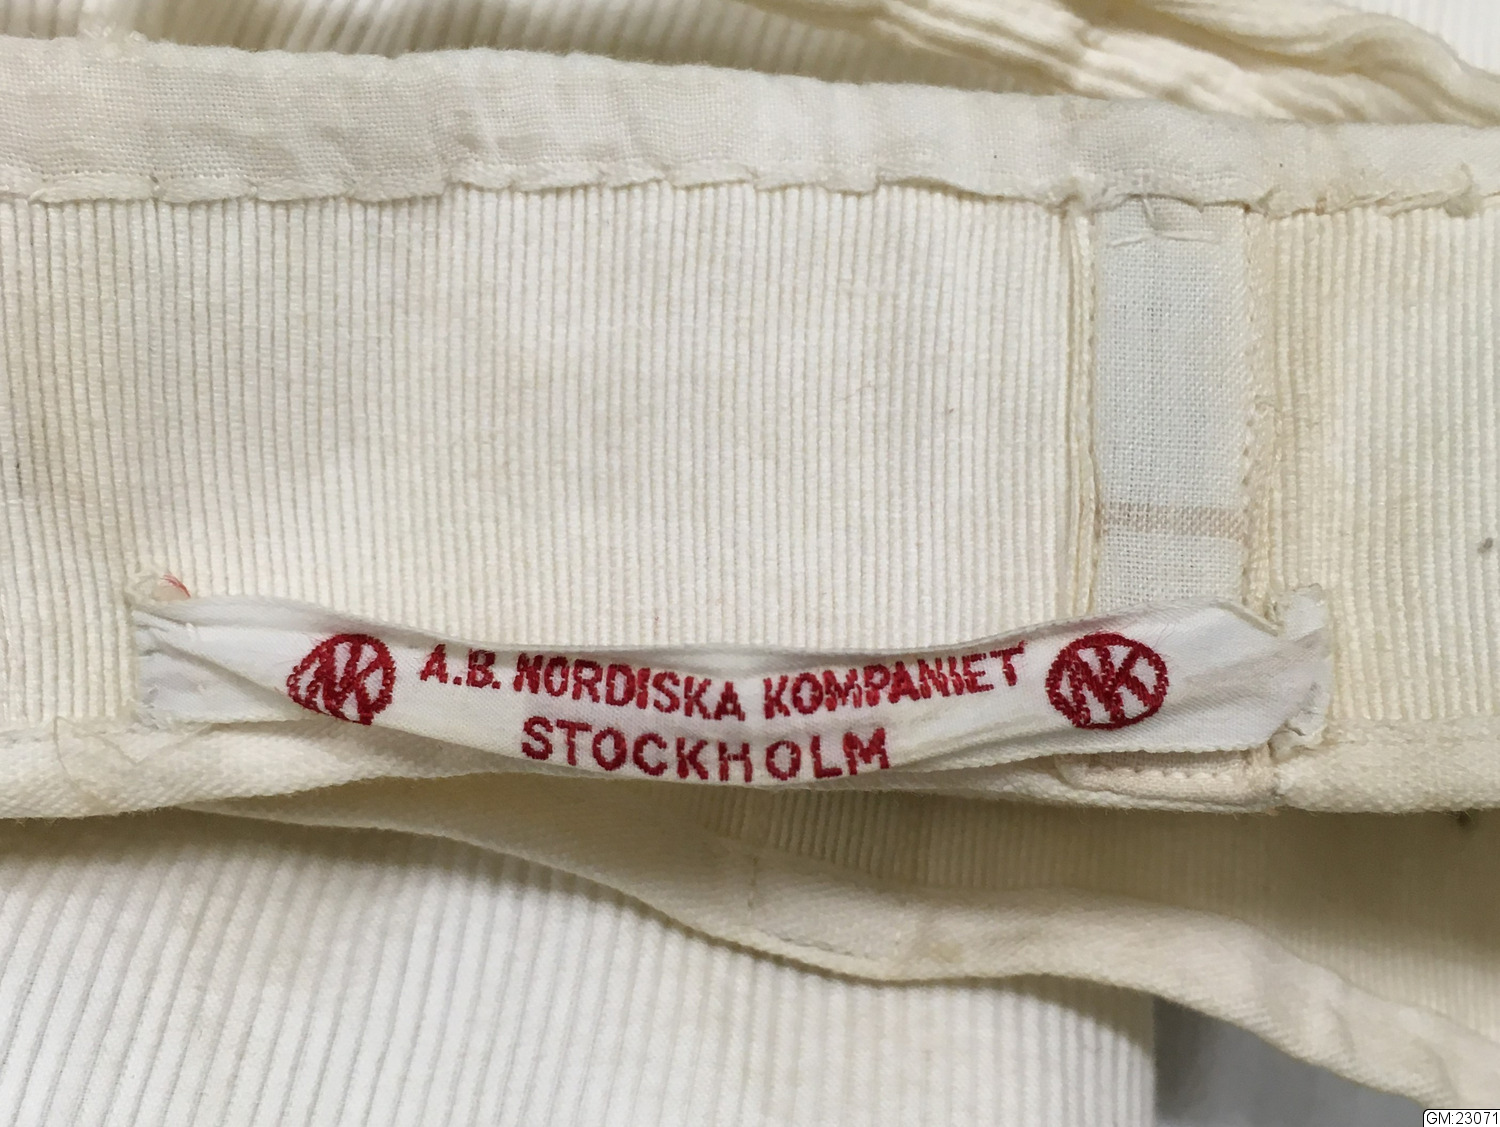 NK A.B. NORDISKA KOMPANIET NK
STOCKHOLM
GM:23071